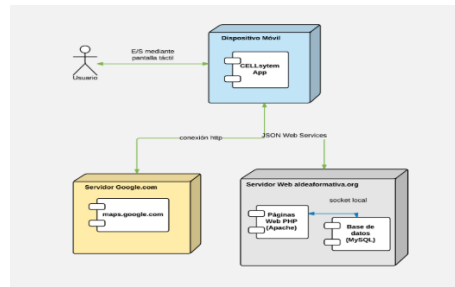 Dispositivo Móvil
E/S mediante
pantalla táctil
CELLsytem
App
Usuario
conexión http
JSON Web Services
Servidor Google.com
maps.google.com
Servidor Web aldeaformativa.org
socket local
Páginas
Web PHP
(Apache)
Base de
datos
(MySQL)